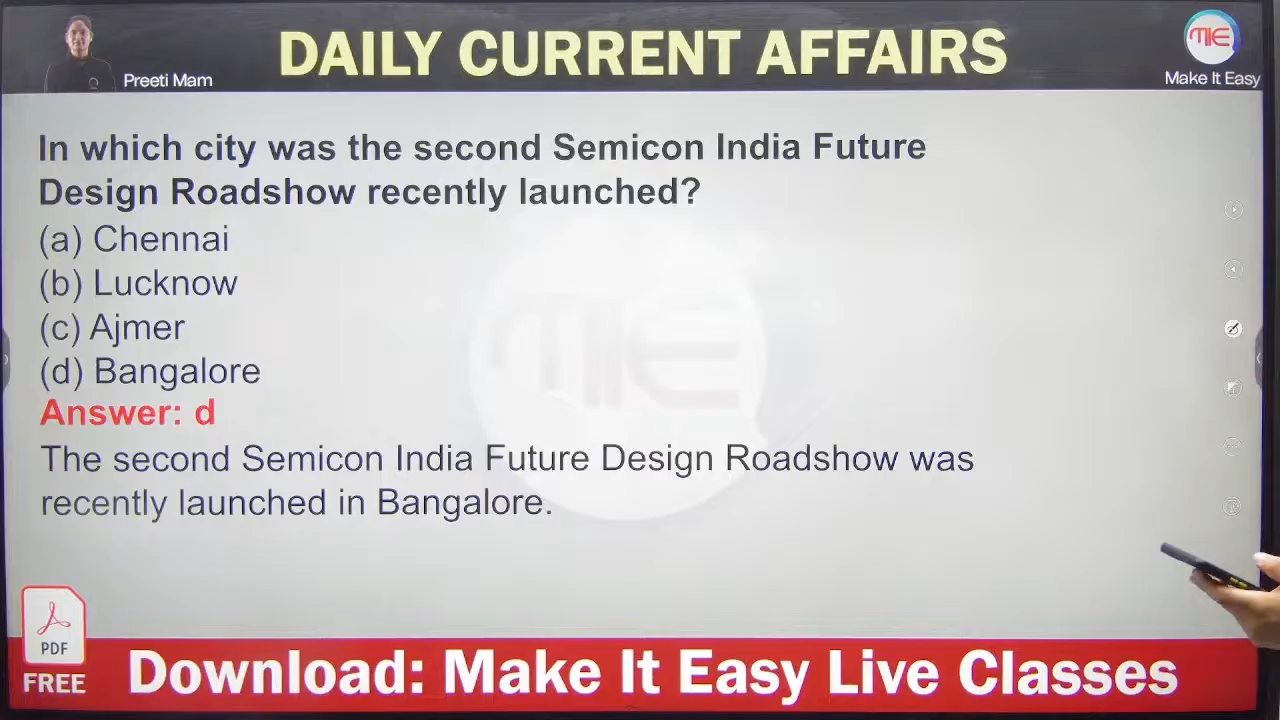 DAILY CURRENT AFFAIRS
Preeti Mam
MIE
Make It Easy
In which city was the second Semicon India Future
Design Roadshow recently launched?
(a) Chennai
(b) Lucknow
(c) Ajmer
(d) Bangalore
Answer: d
The second Semicon India Future Design Roadshow was
recently launched in Bangalore.
MIE
PDF
FREE
Download: Make It Easy Live Classes